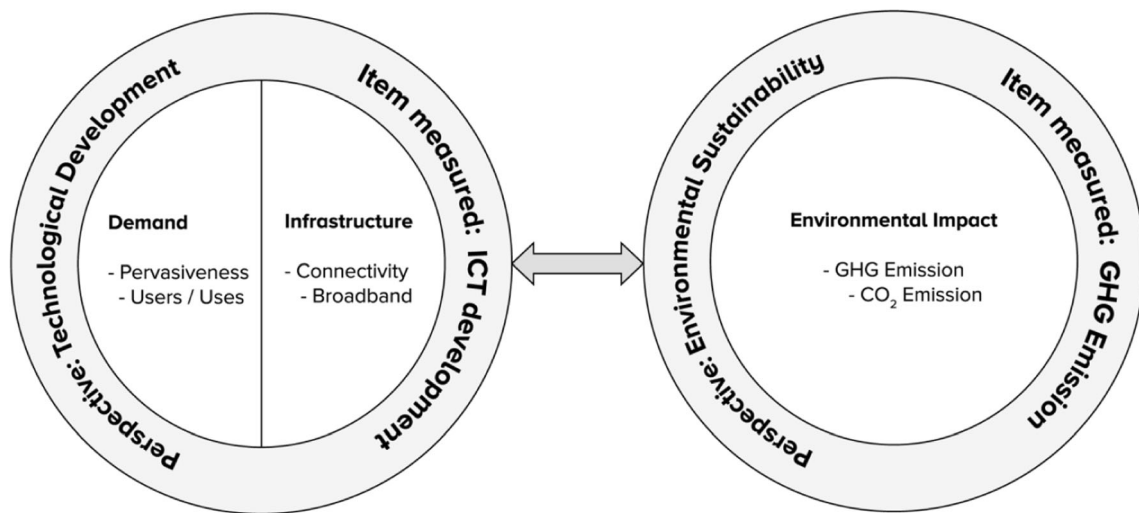 Perspective: Technological Development
Item measured: ICT development
Demand
- Pervasiveness
- Users / Uses
Infrastructure
- Connectivity
- Broadband
Perspective: Environmental Sustainability
Item measured: GHG Emission
Environmental Impact
- GHG Emission
- CO₂ Emission